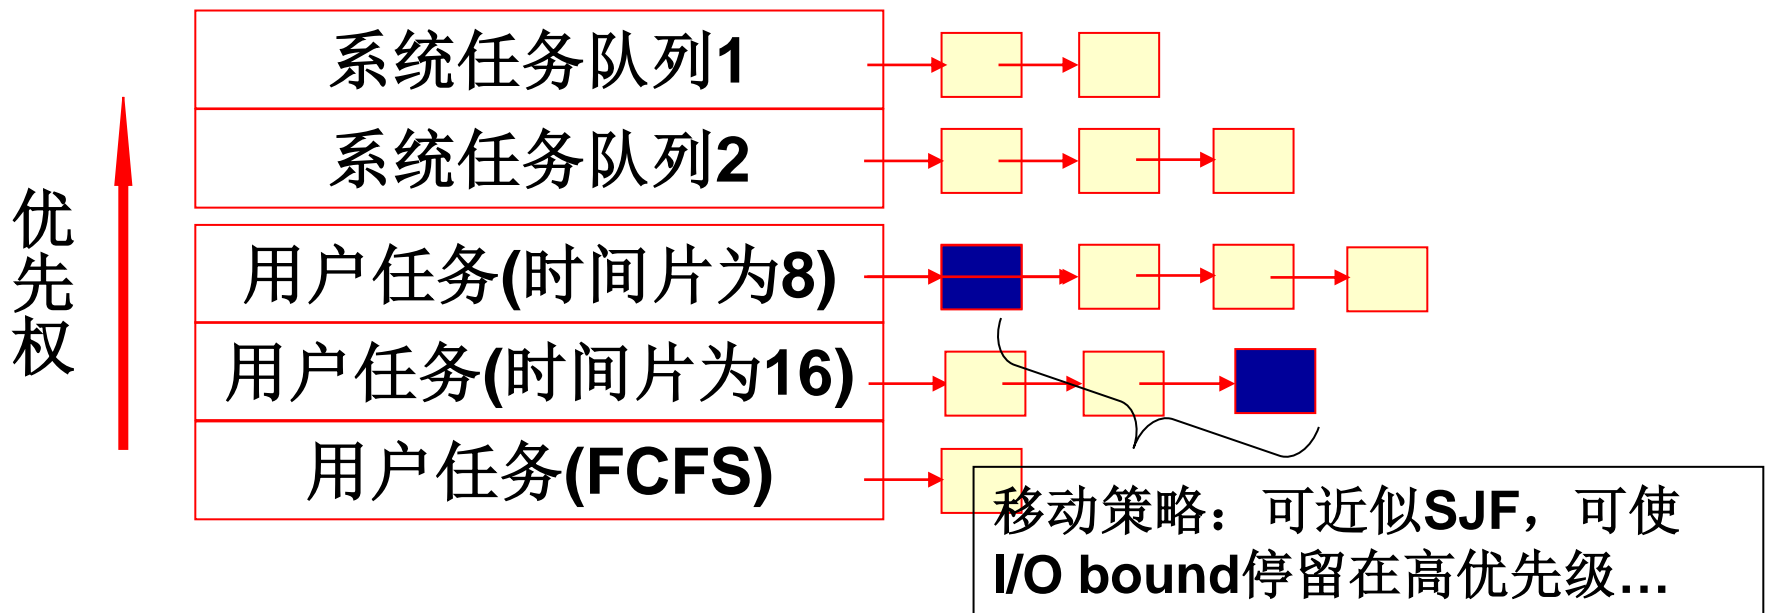 系统任务队列1
系统任务队列2
优先权
用户任务(时间片为8)
用户任务(时间片为16)
用户任务(FCFS)
移动策略：可近似SJF，可使
I/O bound停留在高优先级…